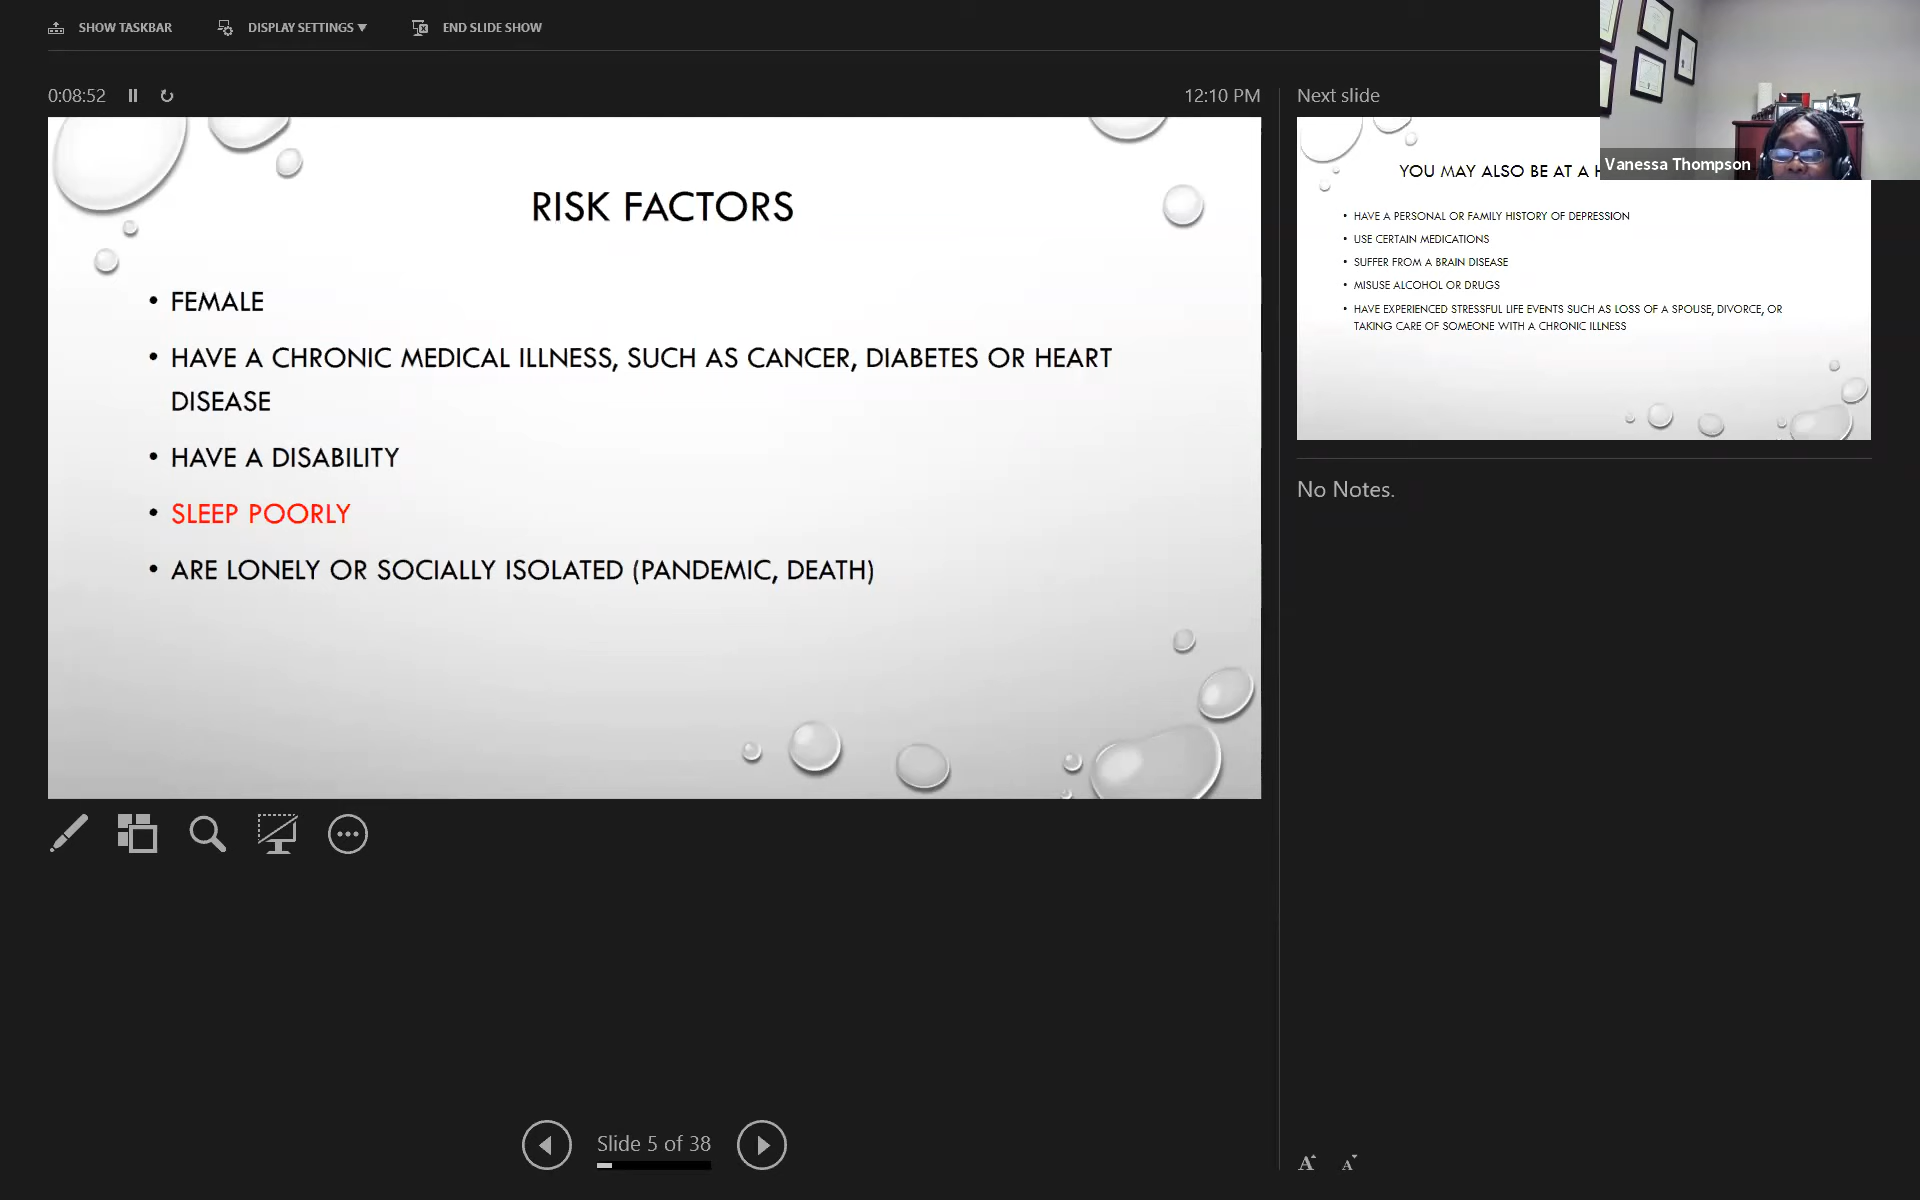 SHOW TASKBAR
DISPLAY SETTINGS ▼
END SLIDE SHOW
0:08:52
12:10 PM
RISK FACTORS
• FEMALE
• HAVE A CHRONIC MEDICAL ILLNESS, SUCH AS CANCER, DIABETES OR HEART
DISEASE
• HAVE A DISABILITY
• SLEEP POORLY
• ARE LONELY OR SOCIALLY ISOLATED (PANDEMIC, DEATH)
Slide 5 of 38
Next slide
Vanessa Thompson
YOU MAY ALSO BE AT A
• HAVE A PERSONAL OR FAMILY HISTORY OF DEPRESSION
• USE CERTAIN MEDICATIONS
• SUFFER FROM A BRAIN DISEASE
• MISUSE ALCOHOL OR DRUGS
• HAVE EXPERIENCED STRESSFUL LIFE EVENTS SUCH AS LOSS OF A SPOUSE, DIVORCE, OR
TAKING CARE OF SOMEONE WITH A CHRONIC ILLNESS
No Notes.
A A